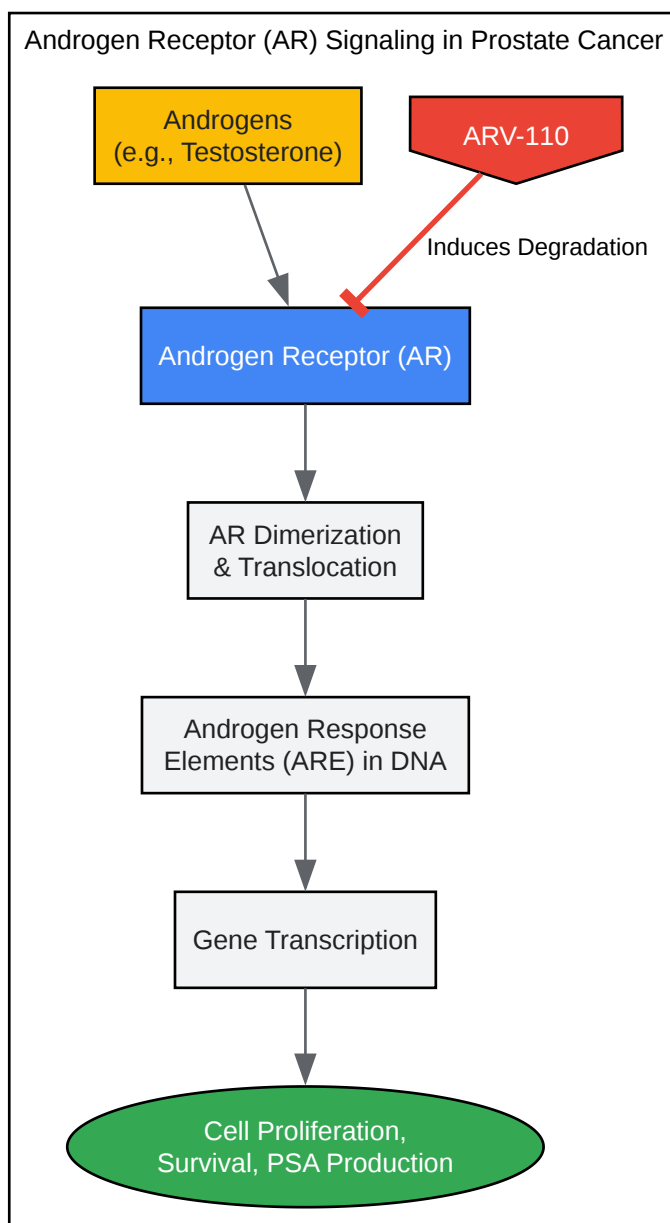 Androgen Receptor (AR) Signaling in Prostate Cancer
Androgens
(e.g., Testosterone)
ARV-110
Induces Degradation
Androgen Receptor (AR)
AR Dimerization
& Translocation
Androgen Response
Elements (ARE) in DNA
Gene Transcription
Cell Proliferation,
Survival, PSA Production